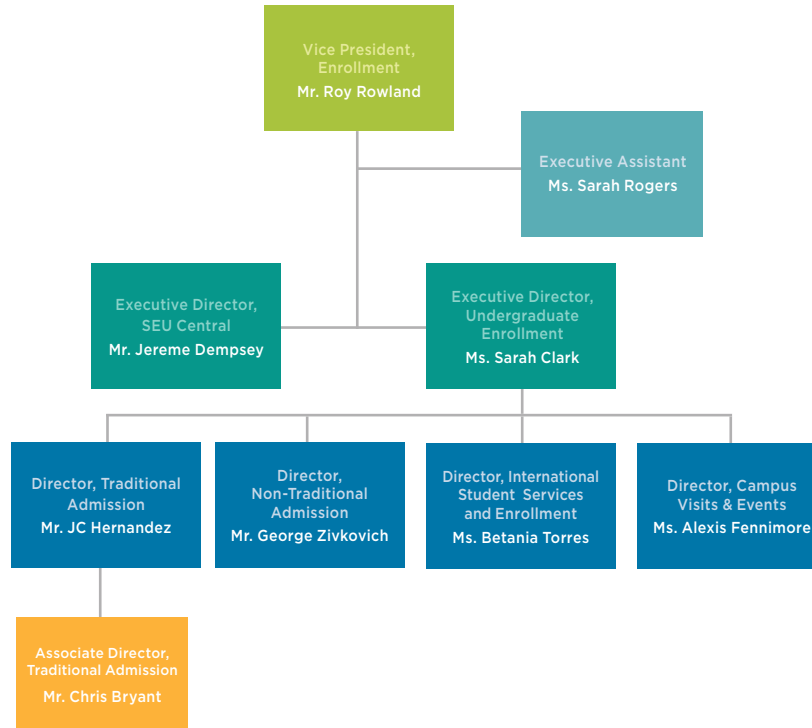 Vice President,
Enrollment
Mr. Roy Rowland
Executive Assistant
Ms. Sarah Rogers
Executive Director,
SEU Central
Mr. Jereme Dempsey
Executive Director,
Undergraduate
Enrollment
Ms. Sarah Clark
Director, Traditional
Admission
Mr. JC Hernandez
Director,
Non-Traditional
Admission
Mr. George Zivkovich
Director, International
Student Services
and Enrollment
Ms. Betania Torres
Director, Campus
Visits & Events
Ms. Alexis Fennimore
Associate Director,
Traditional Admission
Mr. Chris Bryant